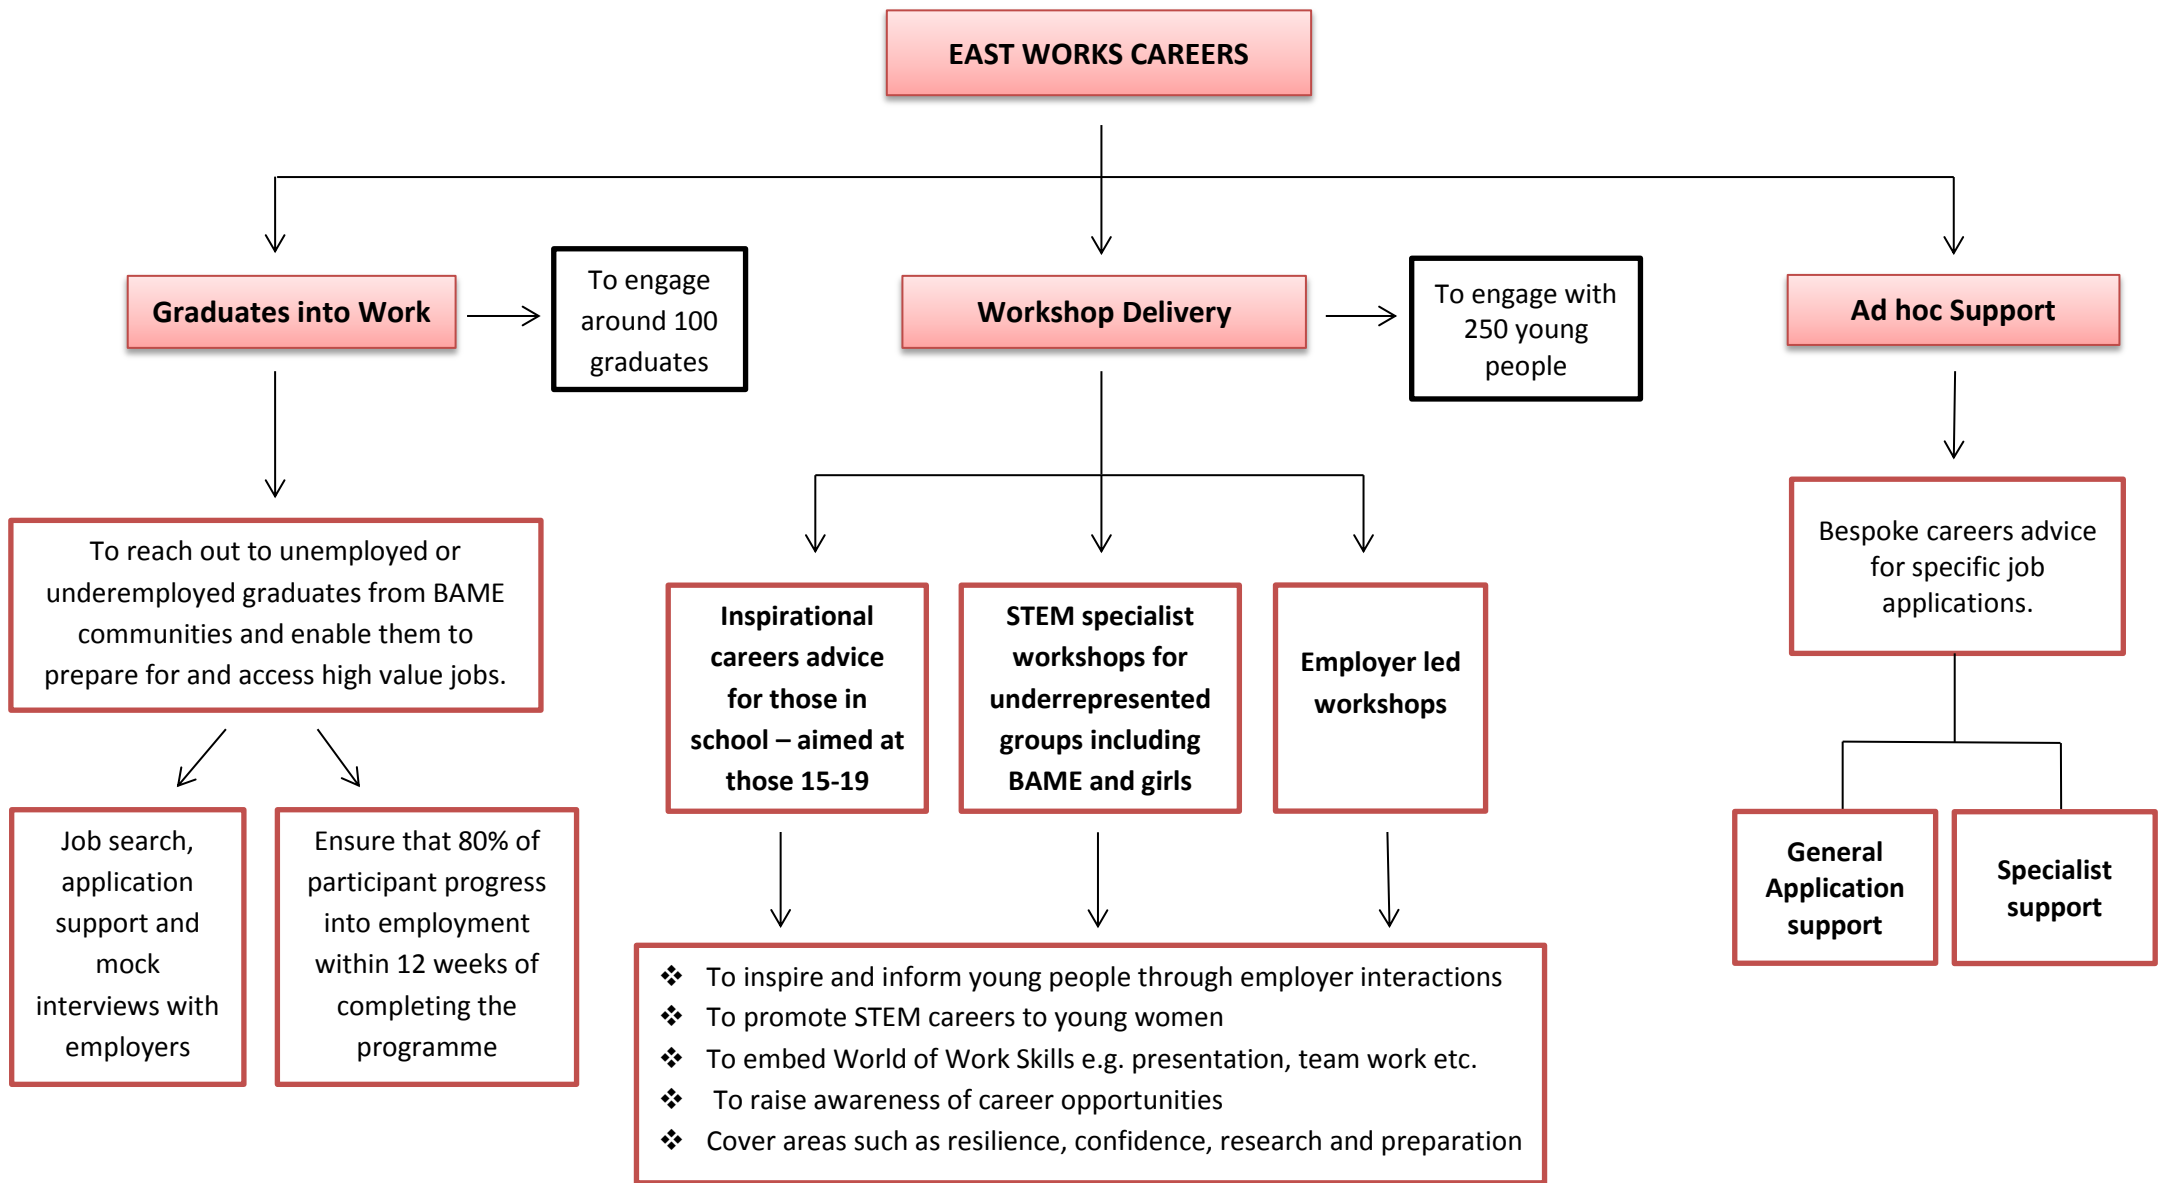 EAST WORKS CAREERS
Graduates into Work
To engage
around 100
graduates
Workshop Delivery
To engage with
250 young
people
Ad hoc Support
To reach out to unemployed or
underemployed graduates from BAME
communities and enable them to
prepare for and access high value jobs.
Job search,
application
support and
mock
interviews with
employers
Ensure that 80% of
participant progress
into employment
within 12 weeks of
completing the
programme
Inspirational
careers advice
for those in
school – aimed at
those 15-19
STEM specialist
workshops for
underrepresented
groups including
BAME and girls
Employer led
workshops
❖ To inspire and inform young people through employer interactions
❖ To promote STEM careers to young women
❖ To embed World of Work Skills e.g. presentation, team work etc.
❖ To raise awareness of career opportunities
❖ Cover areas such as resilience, confidence, research and preparation
Bespoke careers advice
for specific job
applications.
General
Application
support
Specialist
support